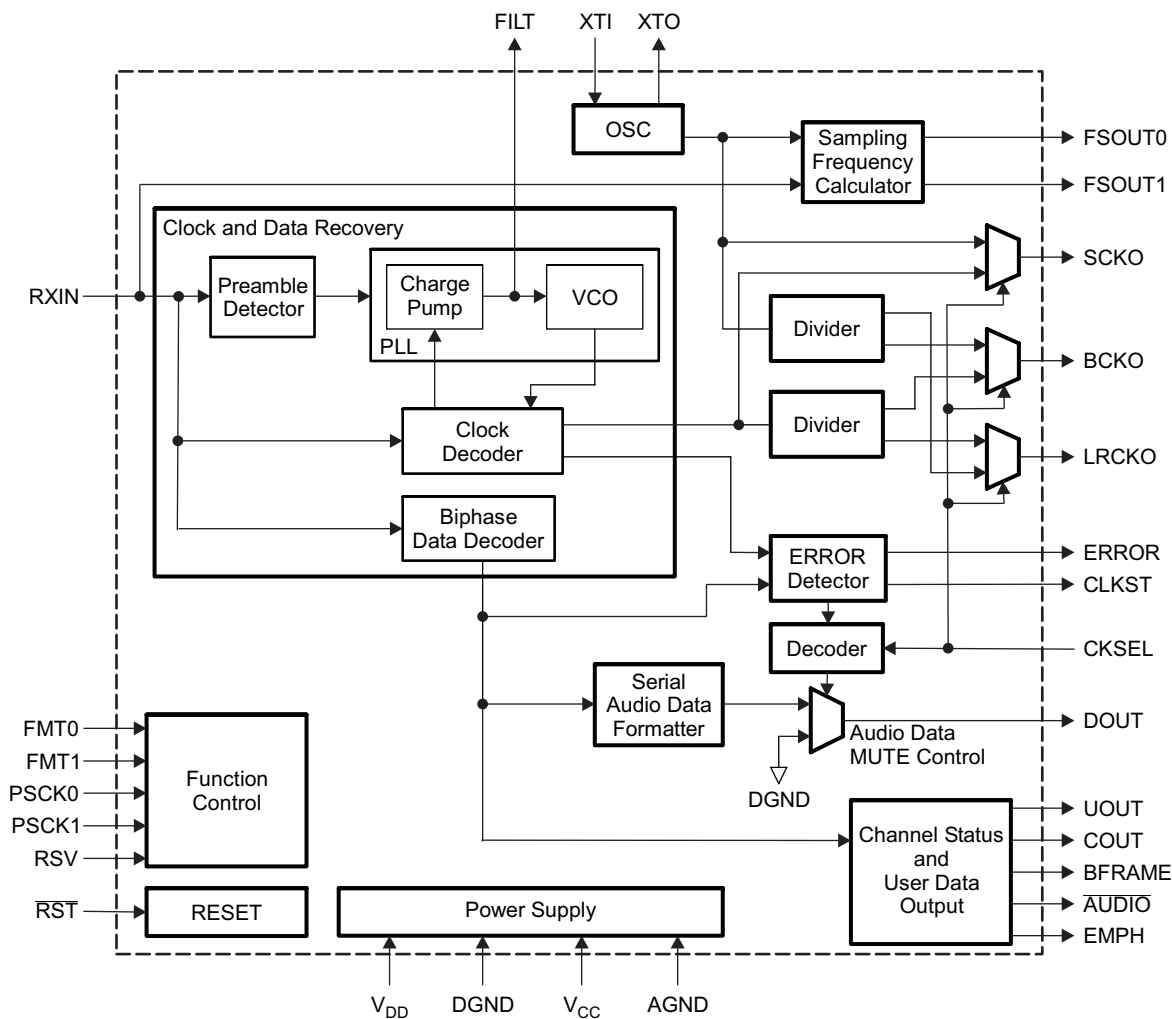 FILT XTI XTO
OSC
Sampling
Frequency
Calculator
FSOUT0
FSOUT1
Clock and Data Recovery
RXIN
Preamble
Detector
Charge
Pump
VCO
PLL
Clock
Decoder
Biphase
Data Decoder
Divider
Divider
SCKO
BCKO
LRCKO
ERROR
Detector
ERROR
CLKST
Decoder
CKSEL
Serial
Audio Data
Formatter
DOUT
Audio Data
MUTE Control
DGND
FMT0
FMT1
PSCK0
PSCK1
RSV
Function
Control
RST
RESET
Power Supply
Channel Status
and
User Data
Output
UOUT
COUT
BFRAME
AUDIO
EMPH
VDD DGND VCC AGND